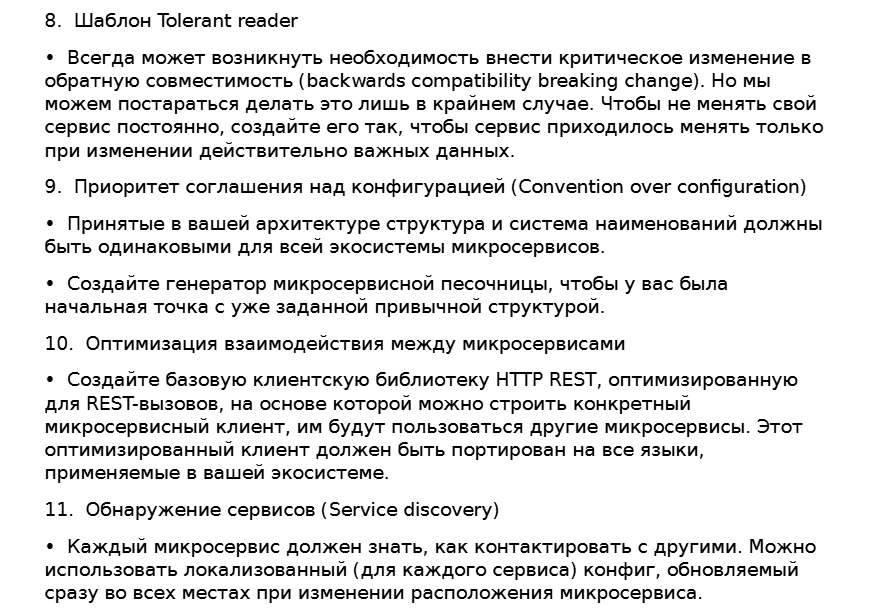 8.  Шаблон Tolerant reader
•  Всегда может возникнуть необходимость внести критическое изменение в
обратную совместимость (backwards compatibility breaking change). Но мы
можем постараться делать это лишь в крайнем случае. Чтобы не менять свой
сервис постоянно, создайте его так, чтобы сервис приходилось менять только
при изменении действительно важных данных.
9.  Приоритет соглашения над конфигурацией (Convention over configuration)
•  Принятые в вашей архитектуре структура и система наименований должны
быть одинаковыми для всей экосистемы микросервисов.
•  Создайте генератор микросервисной песочницы, чтобы у вас была
начальная точка с уже заданной привычной структурой.
10.  Оптимизация взаимодействия между микросервисами
•  Создайте базовую клиентскую библиотеку HTTP REST, оптимизированную
для REST-вызовов, на основе которой можно строить конкретный
микросервисный клиент, им будут пользоваться другие микросервисы. Этот
оптимизированный клиент должен быть портирован на все языки,
применяемые в вашей экосистеме.
11.  Обнаружение сервисов (Service discovery)
•  Каждый микросервис должен знать, как контактировать с другими. Можно
использовать локализованный (для каждого сервиса) конфиг, обновляемый
сразу во всех местах при изменении расположения микросервиса.